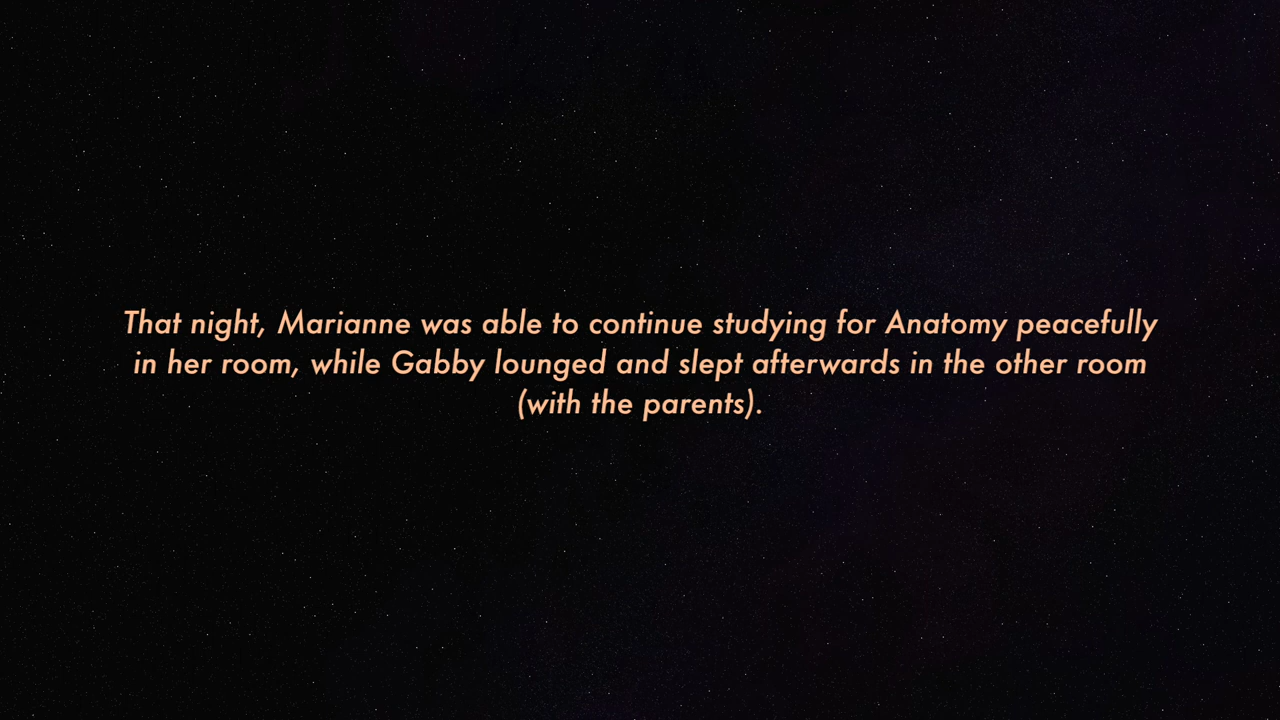 That night, Marianne was able to continue studying for Anatomy peacefully
in her room, while Gabby lounged and slept afterwards in the other room
(with the parents).